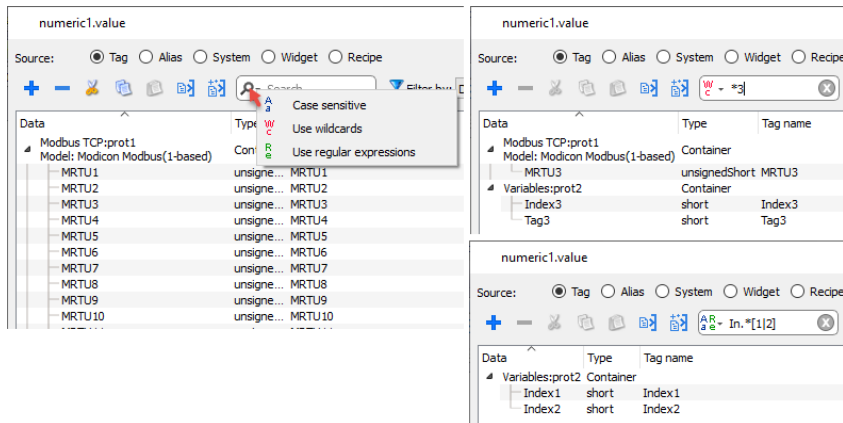 numeric1.value
Source: Tag Alias System Widget Recipe
Search
Filter by:
Case sensitive
Use wildcards
Use regular expressions
Data Type
Modbus TCP:prot1
Model: Modicon Modbus(1-based)
MRTU1 unsigne... MRTU1
MRTU2 unsigne... MRTU2
MRTU3 unsigne... MRTU3
MRTU4 unsigne... MRTU4
MRTU5 unsigne... MRTU5
MRTU6 unsigne... MRTU6
MRTU7 unsigne... MRTU7
MRTU8 unsigne... MRTU8
MRTU9 unsigne... MRTU9
MRTU10 unsigne... MRTU10
numeric1.value
Source: Tag Alias System Widget Recipe
*3
Data Type Tag name
Modbus TCP:prot1
Model: Modicon Modbus(1-based) Container
MRTU3 unsignedShort MRTU3
Variables:prot2 Container
Index3 short Index3
Tag3 short Tag3
numeric1.value
Source: Tag Alias System Widget Recipe
In.*[1|2]
Data Type Tag name
Variables:prot2 Container
Index1 short Index1
Index2 short Index2